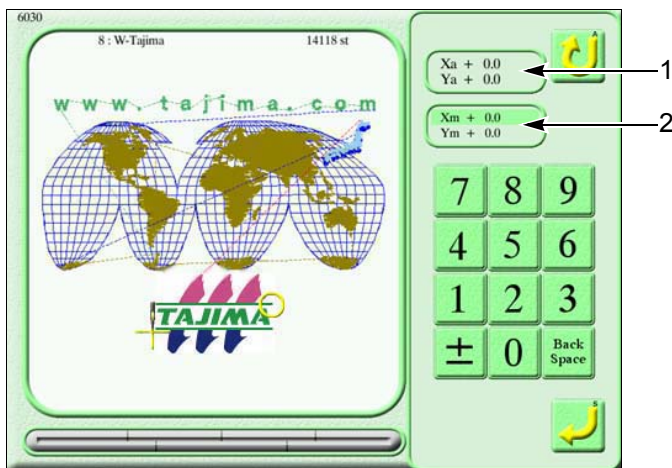 6030
8 : W-Tajima 14118 st
www.tajima.com
TAJIMA
Xa + 0.0
Ya + 0.0
1
Xm + 0.0
Ym + 0.0
2
A
7 8 9
4 5 6
1 2 3
± 0 Back Space
S